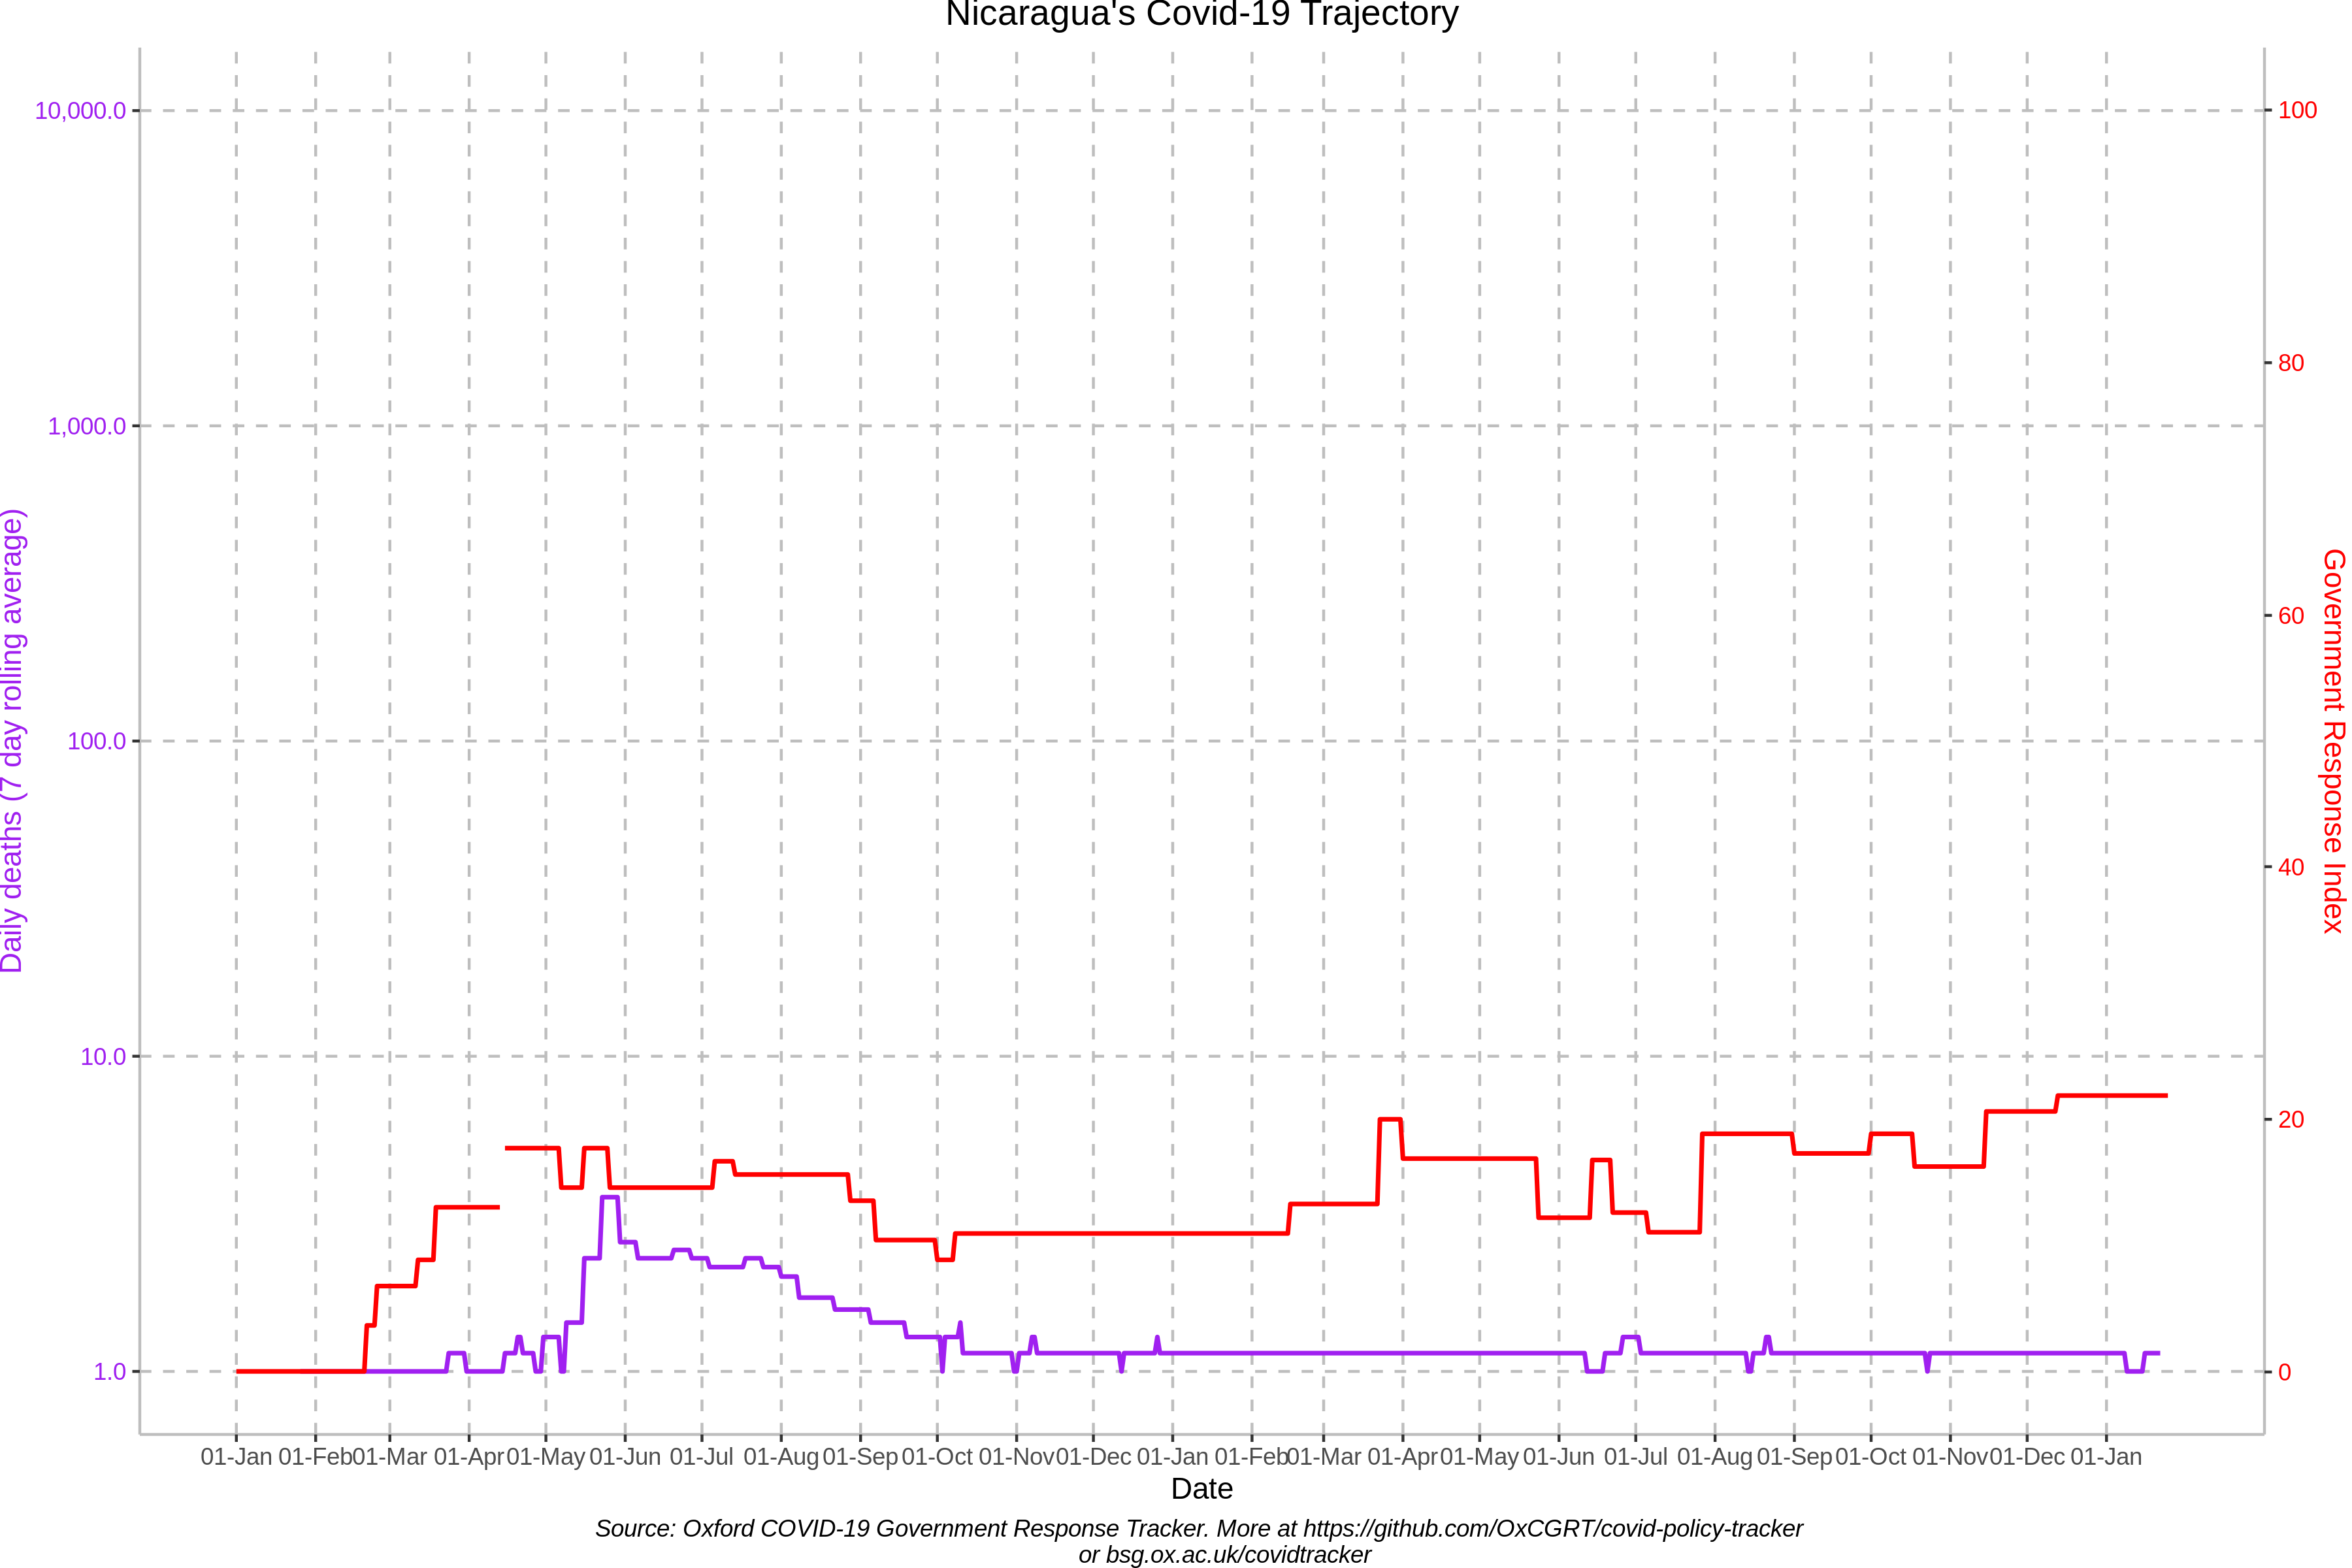 Nicaragua's Covid-19 Trajectory
10,000.0
1,000.0
100.0
10.0
1.0
Daily deaths (7 day rolling average)
100
80
60
40
20
0
Government Response Index
01-Jan 01-Feb 01-Mar 01-Apr 01-May 01-Jun 01-Jul 01-Aug 01-Sep 01-Oct 01-Nov 01-Dec 01-Jan 01-Feb 01-Mar 01-Apr 01-May 01-Jun 01-Jul 01-Aug 01-Sep 01-Oct 01-Nov 01-Dec 01-Jan
Date
Source: Oxford COVID-19 Government Response Tracker. More at https://github.com/OxCGRT/covid-policy-tracker
or bsg.ox.ac.uk/covidtracker